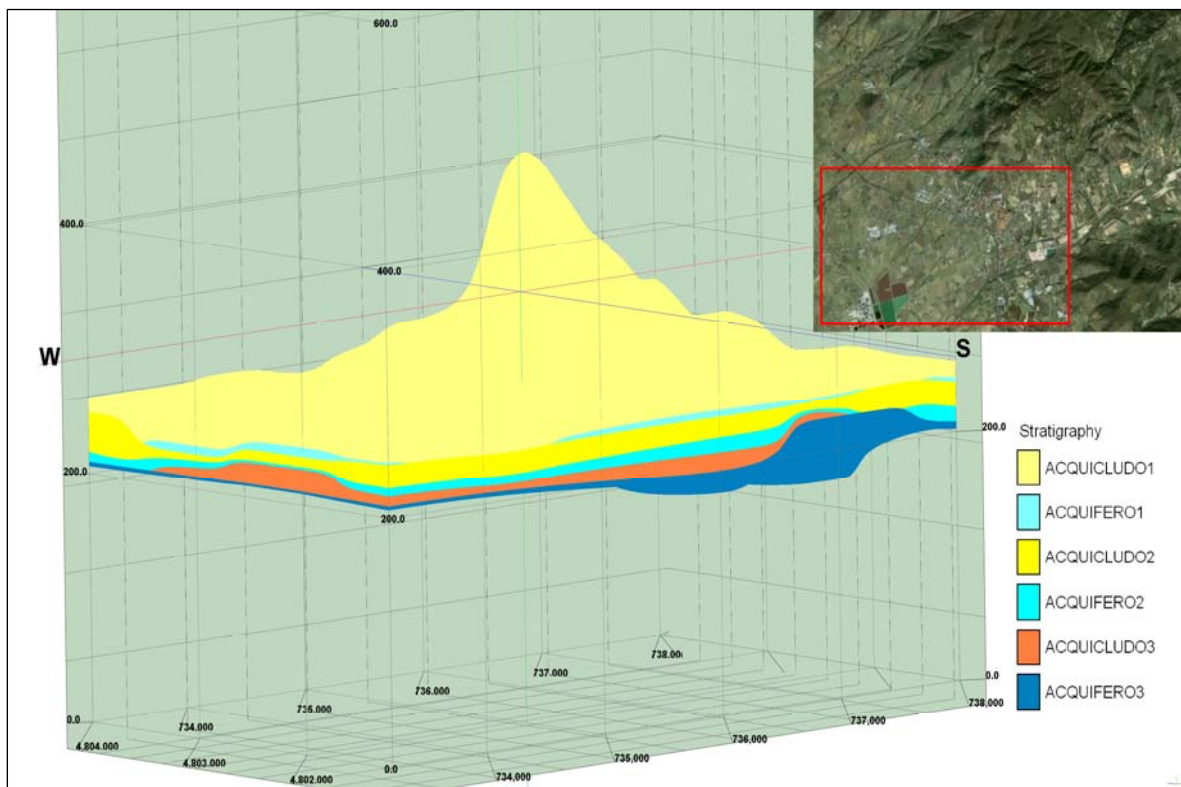 600.0
400.0
400.0
W
S
200.0
200.0
200.0
Stratigraphy
ACQUICLUDO1
ACQUIFERO1
ACQUICLUDO2
ACQUIFERO2
ACQUICLUDO3
ACQUIFERO3
738.000
737.000
736.000
735.000
734.000
0.0
0.0
738,000
737,000
736,000
735,000
734,000
0.0
4.804.000
4.803.000
4.802.000